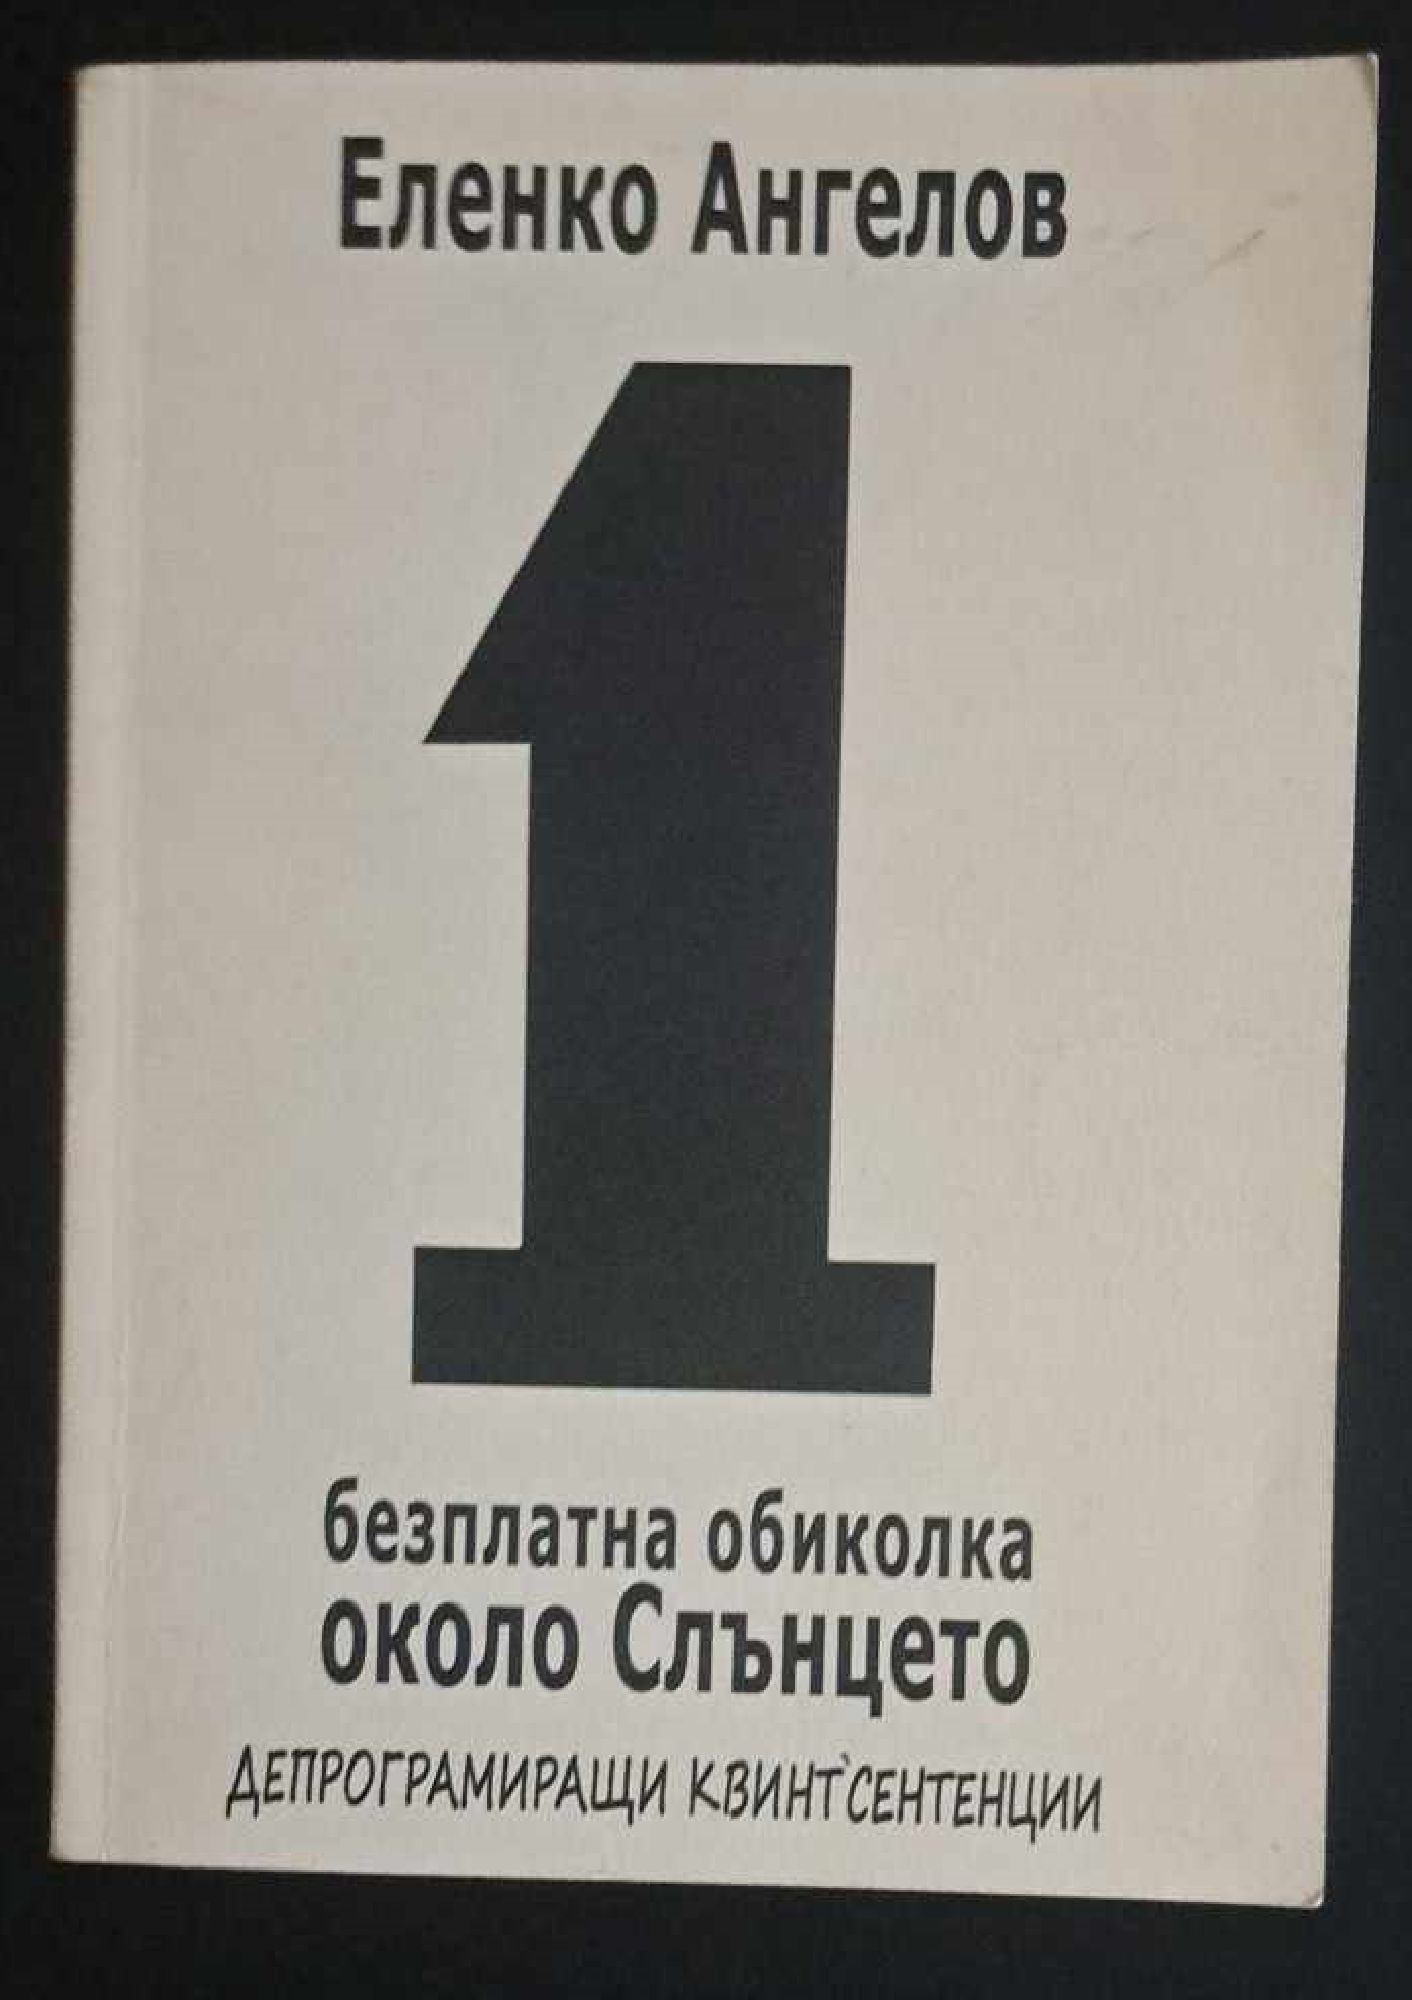 Еленко Ангелов
1
безплатна обиколка
около Слънцето
ДЕПРОГРАМИРАЩИ КВИНТ`СЕНТЕНЦИИ